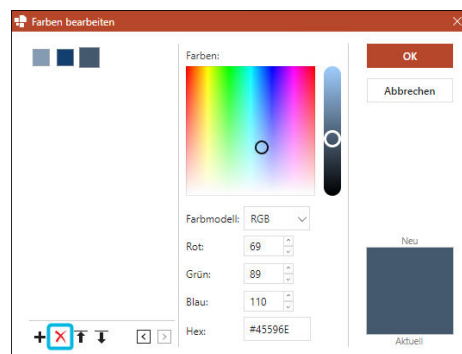 Farben bearbeiten
Farben:
OK
Abbrechen
Farbmodell: RGB
Rot: 69
Grün: 89
Blau: 110
Hex: #45596E
Neu
Aktuell